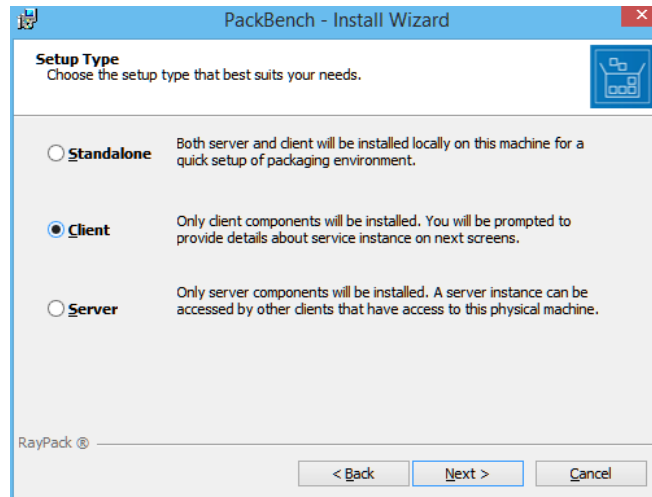 PackBench - Install Wizard
Setup Type
Choose the setup type that best suits your needs.
Standalone
Both server and client will be installed locally on this machine for a
quick setup of packaging environment.
Client
Only client components will be installed. You will be prompted to
provide details about service instance on next screens.
Server
Only server components will be installed. A server instance can be
accessed by other clients that have access to this physical machine.
RayPack ®
< Back
Next >
Cancel